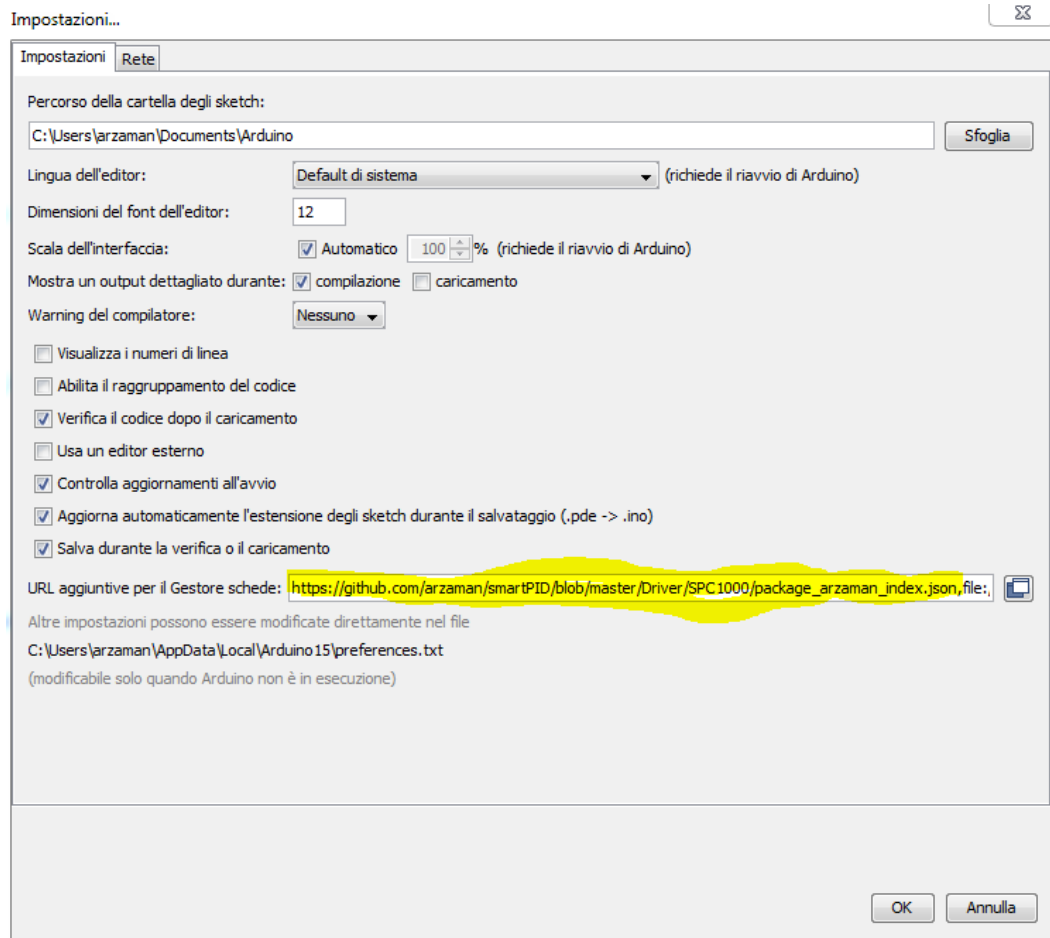 Impostazioni...
Impostazioni Rete
Percorso della cartella degli sketch:
C:\Users\arzaman\Documents\Arduino Sfoglia
Lingua dell'editor: Default di sistema (richiede il riavvio di Arduino)
Dimensioni del font dell'editor: 12
Scala dell'interfaccia: Automatico 100 % (richiede il riavvio di Arduino)
Mostra un output dettagliato durante: compilazione caricamento
Warning del compilatore: Nessuno
Visualizza i numeri di linea
Abilita il raggruppamento del codice
Verifica il codice dopo il caricamento
Usa un editor esterno
Controlla aggiornamenti all'avvio
Aggiorna automaticamente l'estensione degli sketch durante il salvataggio (.pde -> .ino)
Salva durante la verifica o il caricamento
URL aggiuntive per il Gestore schede: https://github.com/arzaman/smartPID/blob/master/Driver/SPC1000/package_arzaman_index.json,file:,
Altre impostazioni possono essere modificate direttamente nel file
C:\Users\arzaman\AppData\Local\Arduino15\preferences.txt
(modificabile solo quando Arduino non è in esecuzione)
OK Annulla